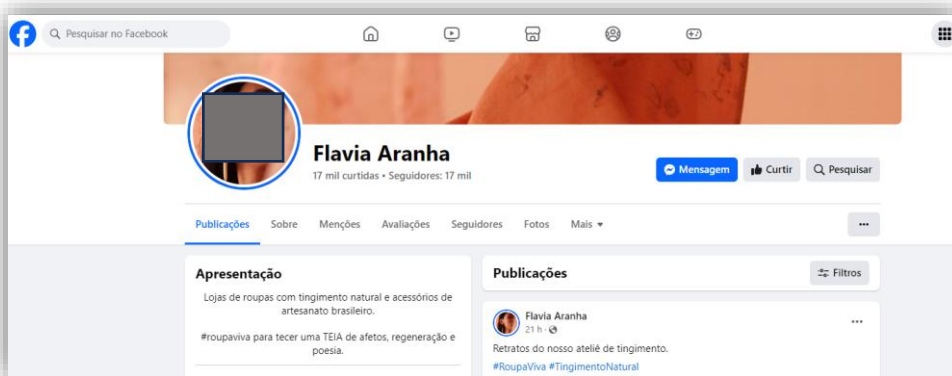 Pesquisar no Facebook
Flavia Aranha
17 mil curtidas • Seguidores: 17 mil
Mensagem
Curtir
Pesquisar
Publicações
Sobre
Menções
Avaliações
Seguidores
Fotos
Mais
Apresentação
Lojas de roupas com tingimento natural e acessórios de
artesanato brasileiro.
#roupaviva para tecer uma TEIA de afetos, regeneração e
poesia.
Publicações
Filtros
Flavia Aranha
21 h ·
Retratos do nosso ateliê de tingimento.
#RoupaViva #TingimentoNatural